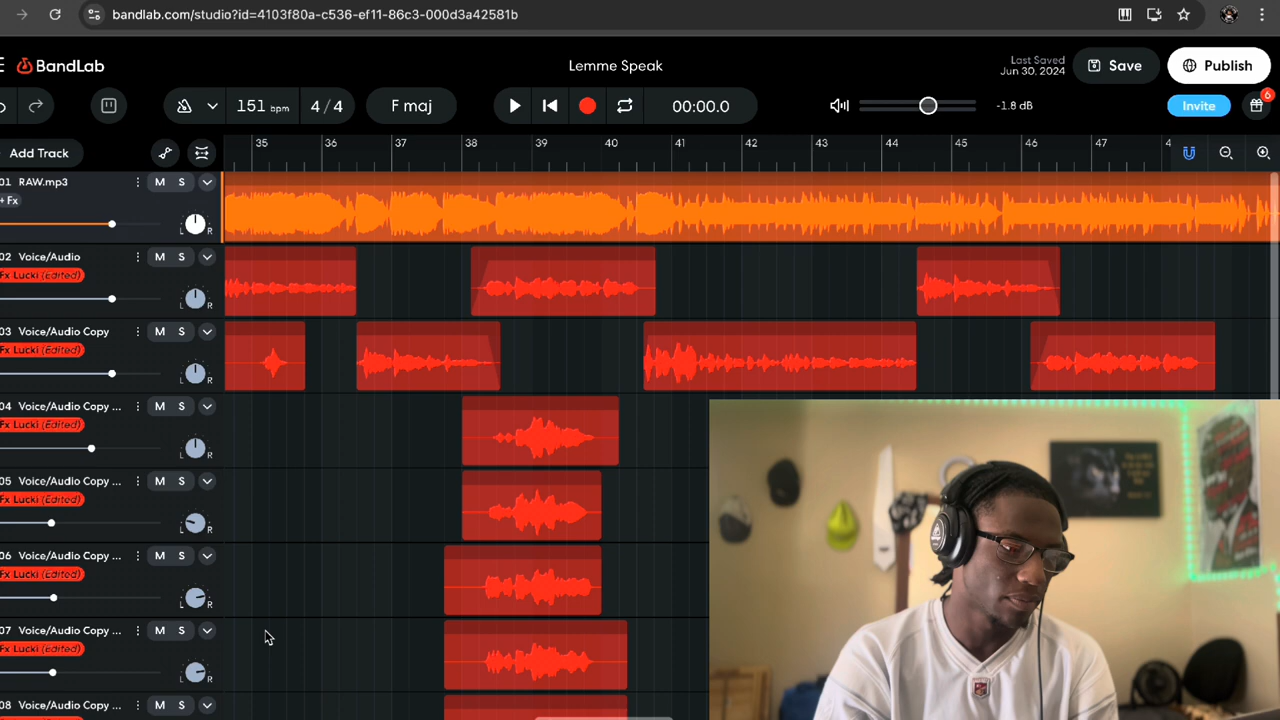 bandlab.com/studio?id=4103f80a-c536-ef11-86c3-000d3a42581b
BandLab
Lemme Speak
Last Saved
Jun 30, 2024
Save
Publish
151 bpm
4/4
F maj
00:00.0
-1.8 dB
Invite
6
Add Track
35 36 37 38 39 40 41 42 43 44 45 46 47
01 RAW.mp3 M S
+ Fx
L R
02 Voice/Audio M S
Fx Lucki (Edited)
L R
03 Voice/Audio Copy M S
Fx Lucki (Edited)
L R
04 Voice/Audio Copy ... M S
Fx Lucki (Edited)
L R
05 Voice/Audio Copy ... M S
Fx Lucki (Edited)
L R
06 Voice/Audio Copy ... M S
Fx Lucki (Edited)
L R
07 Voice/Audio Copy ... M S
Fx Lucki (Edited)
L R
08 Voice/Audio Copy ... M S